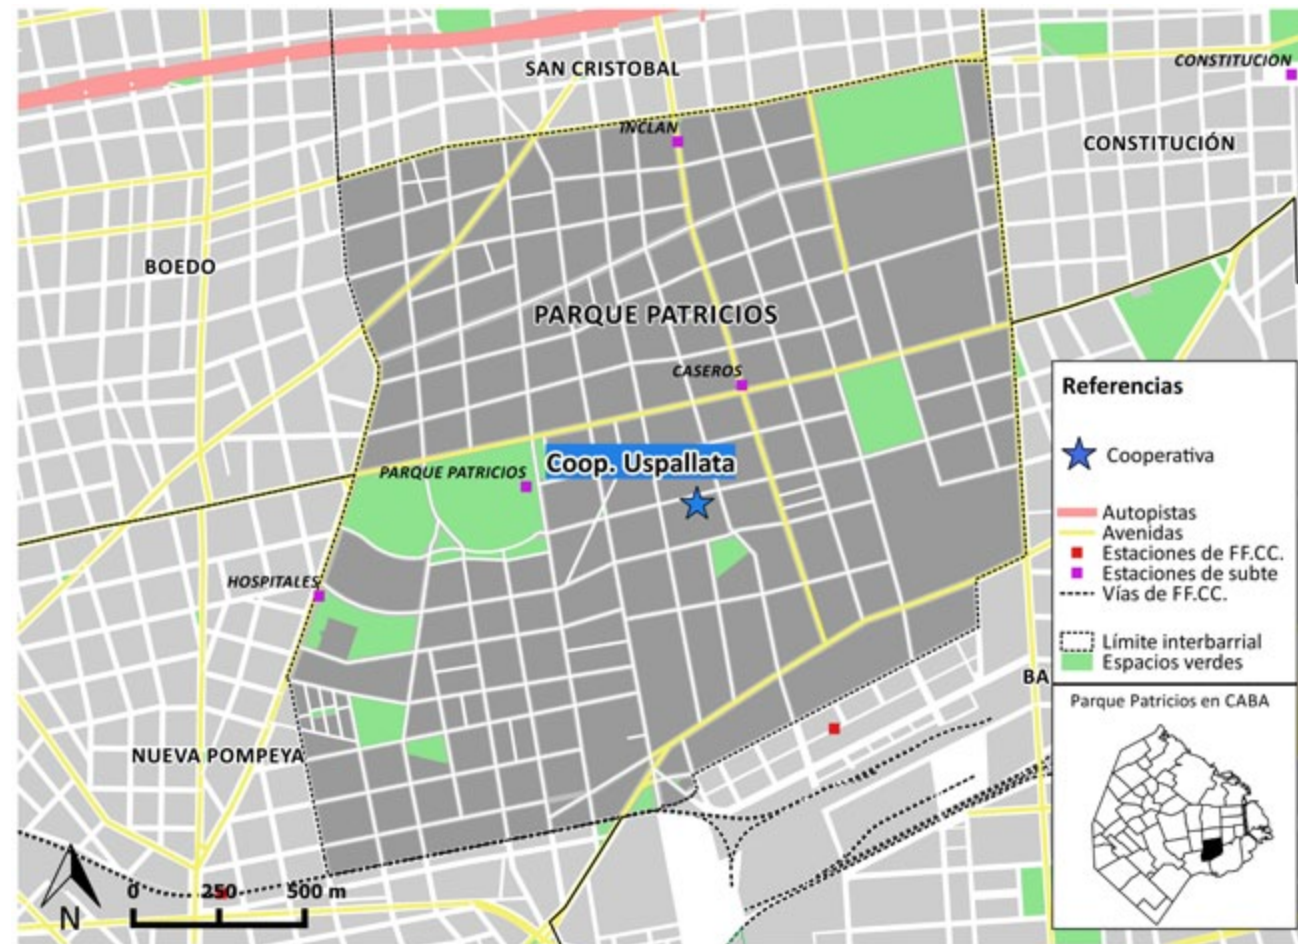 SAN CRISTOBAL
CONSTITUCION
INCLAN
CONSTITUCIÓN
BOEDO
PARQUE PATRICIOS
CASEROS
Referencias
Coop. Uspallata
PARQUE PATRICIOS
Cooperativa
Autopistas
Avenidas
Estaciones de FF.CC.
Estaciones de subte
Vías de FF.CC.
HOSPITALES
Límite interbarrial
Espacios verdes
BA
Parque Patricios en CABA
NUEVA POMPEYA
0 250 500 m
N